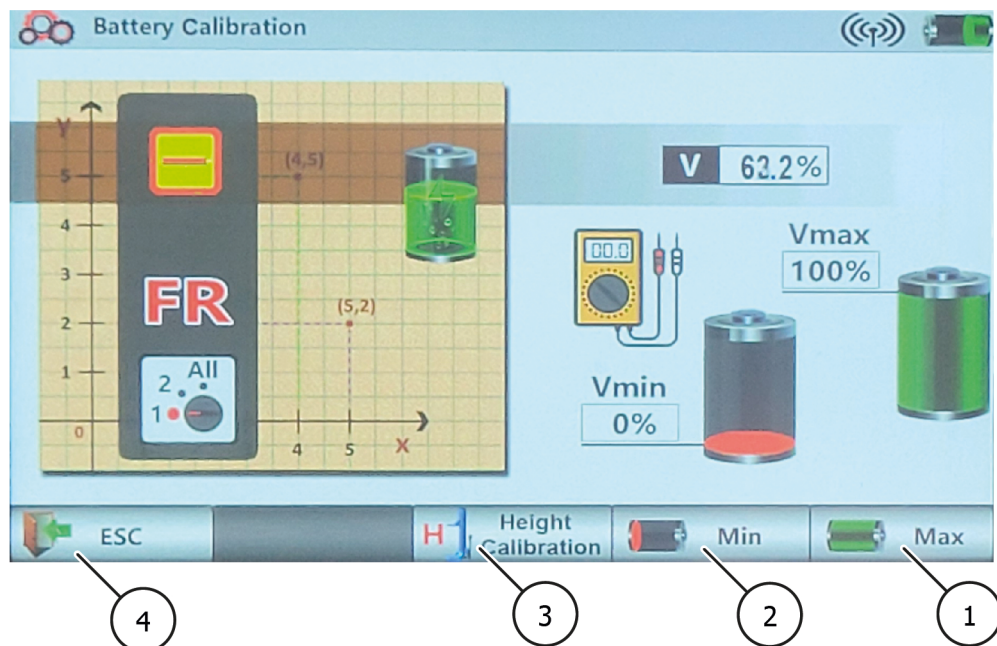 Battery Calibration
Y
(4,5)
5
4
3
2
1
0
(5,2)
4
5
X
FR
All
2
1
V 63.2%
00.0
Vmax
100%
Vmin
0%
ESC
H
Height
Calibration
Min
Max
4
3
2
1